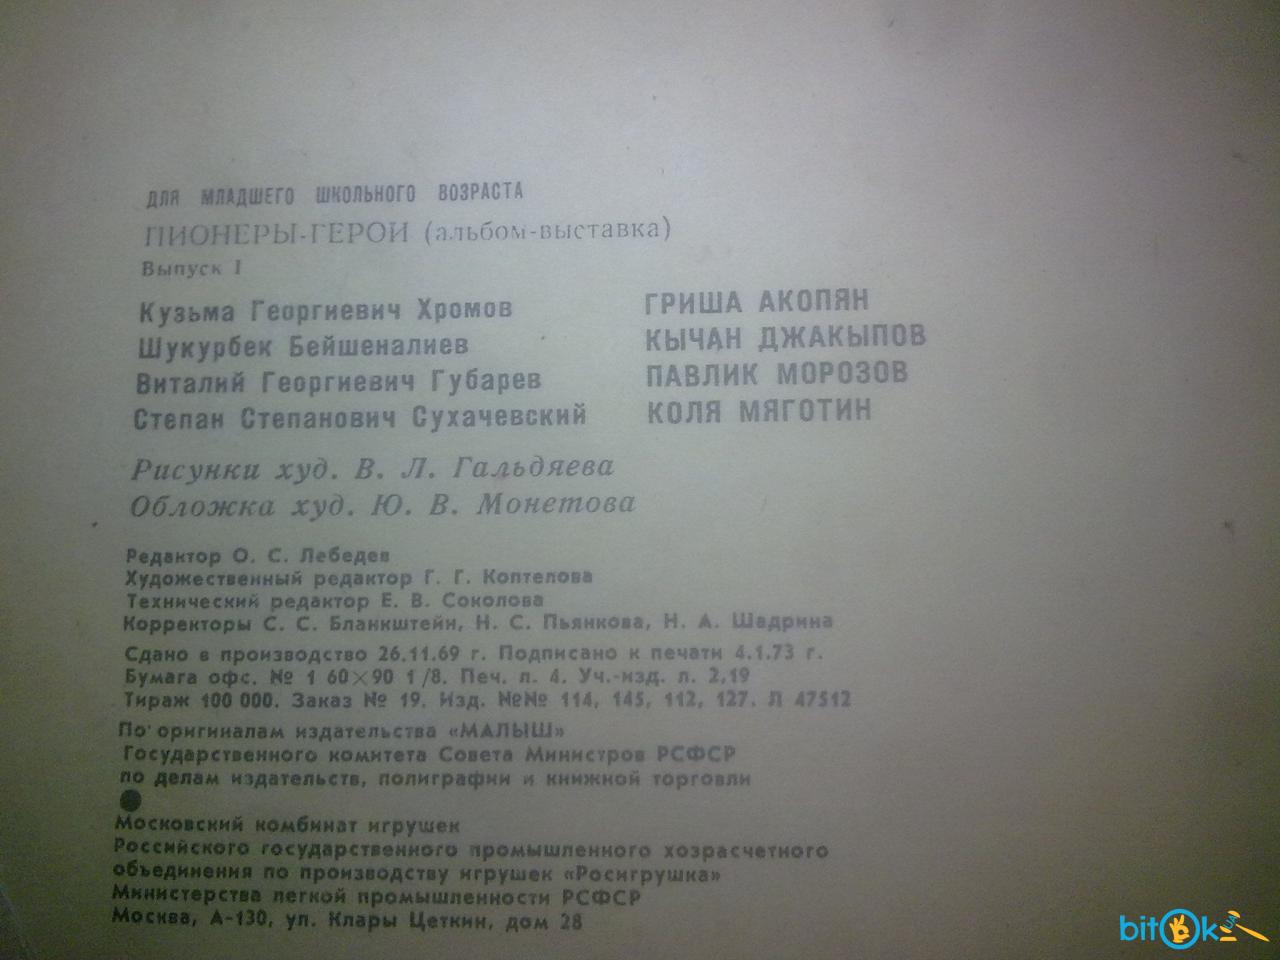 ДЛЯ МЛАДШЕГО ШКОЛЬНОГО ВОЗРАСТА
ПИОНЕРЫ-ГЕРОИ (альбом-выставка)
Выпуск I
Кузьма Георгиевич Хромов ГРИША АКОПЯН
Шукурбек Бейшеналиев КЫЧАН ДЖАКЫПОВ
Виталий Георгиевич Губарев ПАВЛИК МОРОЗОВ
Степан Степанович Сухачевский КОЛЯ МЯГОТИН
Рисунки худ. В. Л. Гальдяева
Обложка худ. Ю. В. Монетова
Редактор О. С. Лебедев
Художественный редактор Г. Г. Коптелова
Технический редактор Е. В. Соколова
Корректоры С. С. Бланкштейн, Н. С. Пьянкова, Н. А. Шадрина
Сдано в производство 26.11.69 г. Подписано к печати 4.1.73 г.
Бумага офс. № 1 60×90 1/8. Печ. л. 4. Уч.-изд. л. 2,19
Тираж 100 000. Заказ № 19. Изд. №№ 114, 145, 112, 127. Л 47512
По оригиналам издательства «МАЛЫШ»
Государственного комитета Совета Министров РСФСР
по делам издательств, полиграфии и книжной торговли
Московский комбинат игрушек
Российского государственного промышленного хозрасчетного
объединения по производству игрушек «Росигрушка»
Министерства легкой промышленности РСФСР
Москва, А-130, ул. Клары Цеткин, дом 28
bitOk UA